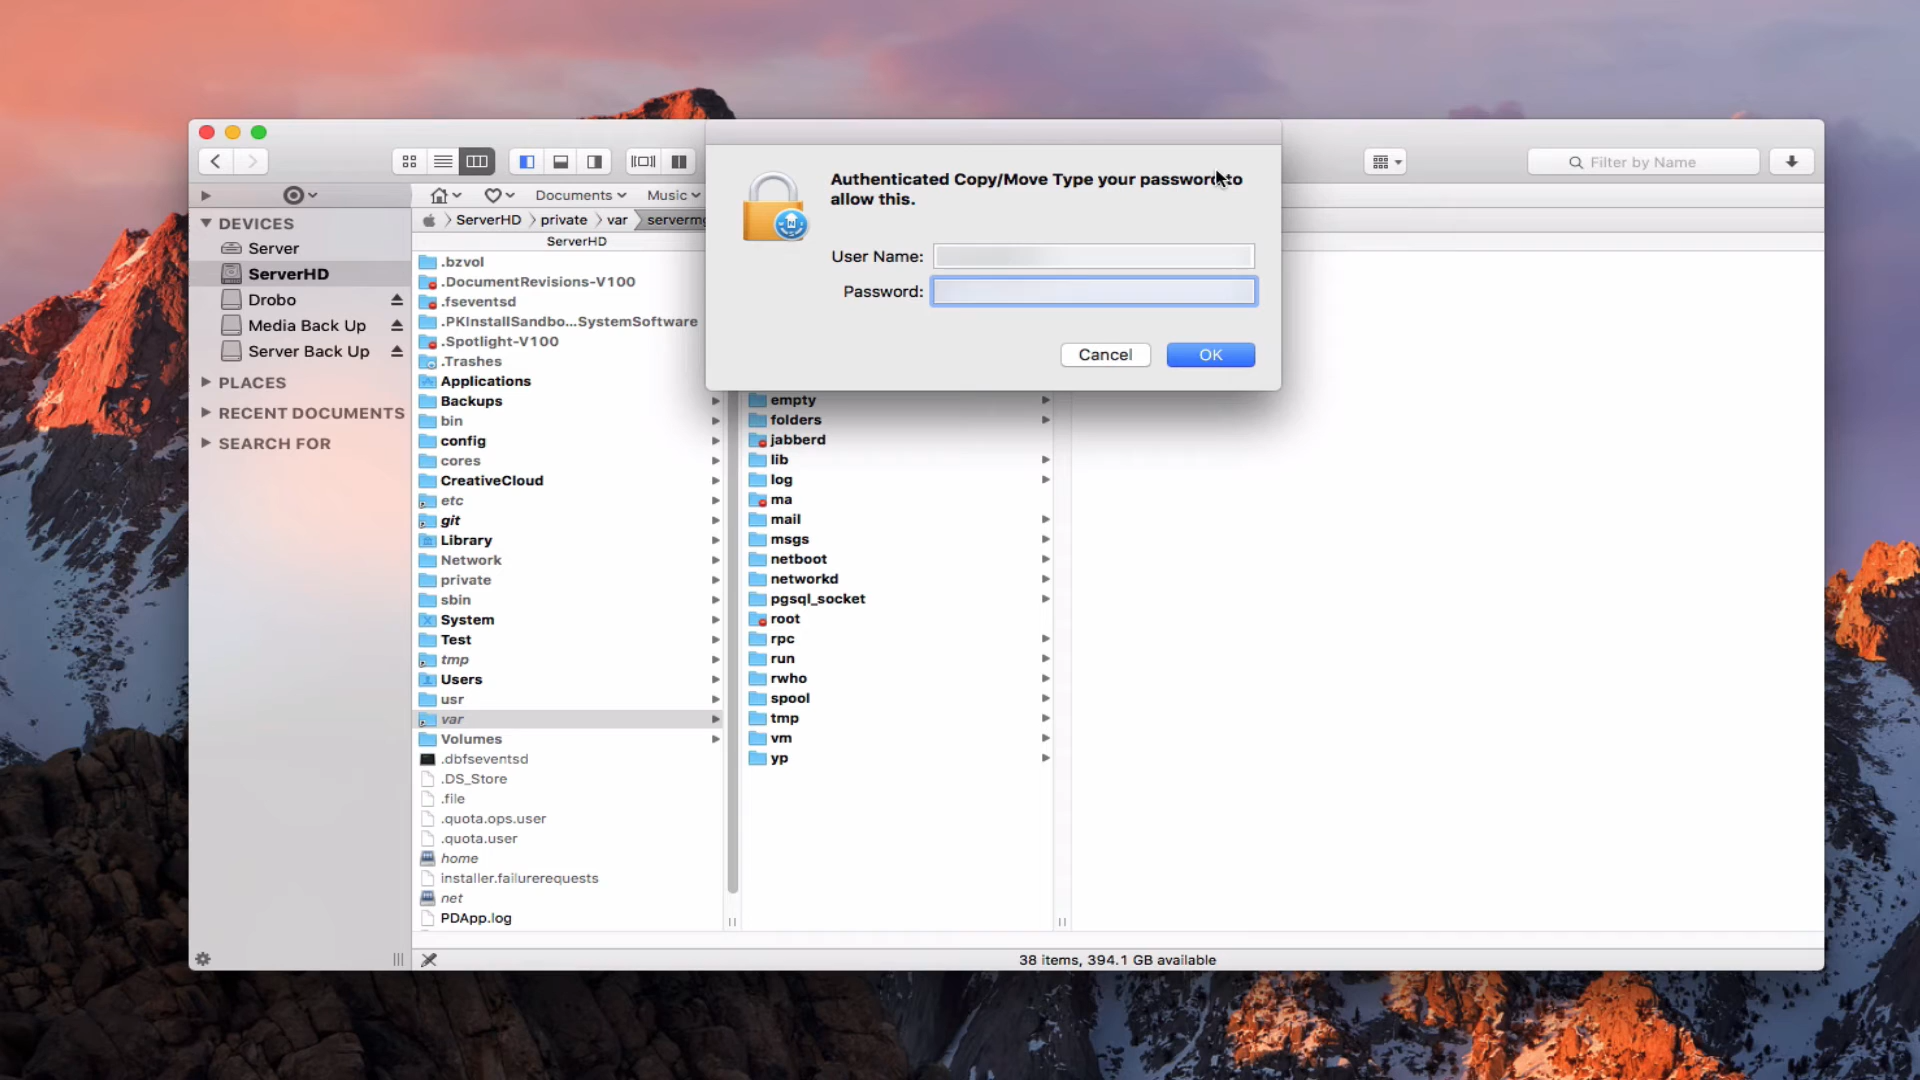 Authenticated Copy/Move Type your password to
allow this.
User Name:
Password:
Cancel
OK
Filter by Name
Documents
Music
ServerHD
private
var
ServerHD
DEVICES
Server
ServerHD
Drobo
Media Back Up
Server Back Up
PLACES
RECENT DOCUMENTS
SEARCH FOR
.bzvol
.DocumentRevisions-V100
.fseventsd
.PKInstallSandbo...SystemSoftware
.Spotlight-V100
.Trashes
Applications
Backups
bin
config
cores
CreativeCloud
etc
git
Library
Network
private
sbin
System
Test
tmp
Users
usr
var
Volumes
.dbfseventsd
.DS_Store
.file
.quota.ops.user
.quota.user
home
installer.failurerequests
net
PDApp.log
empty
folders
jabberd
lib
log
ma
mail
msgs
netboot
networkd
pgsql_socket
root
rpc
run
rwho
spool
tmp
vm
yp
38 items, 394.1 GB available